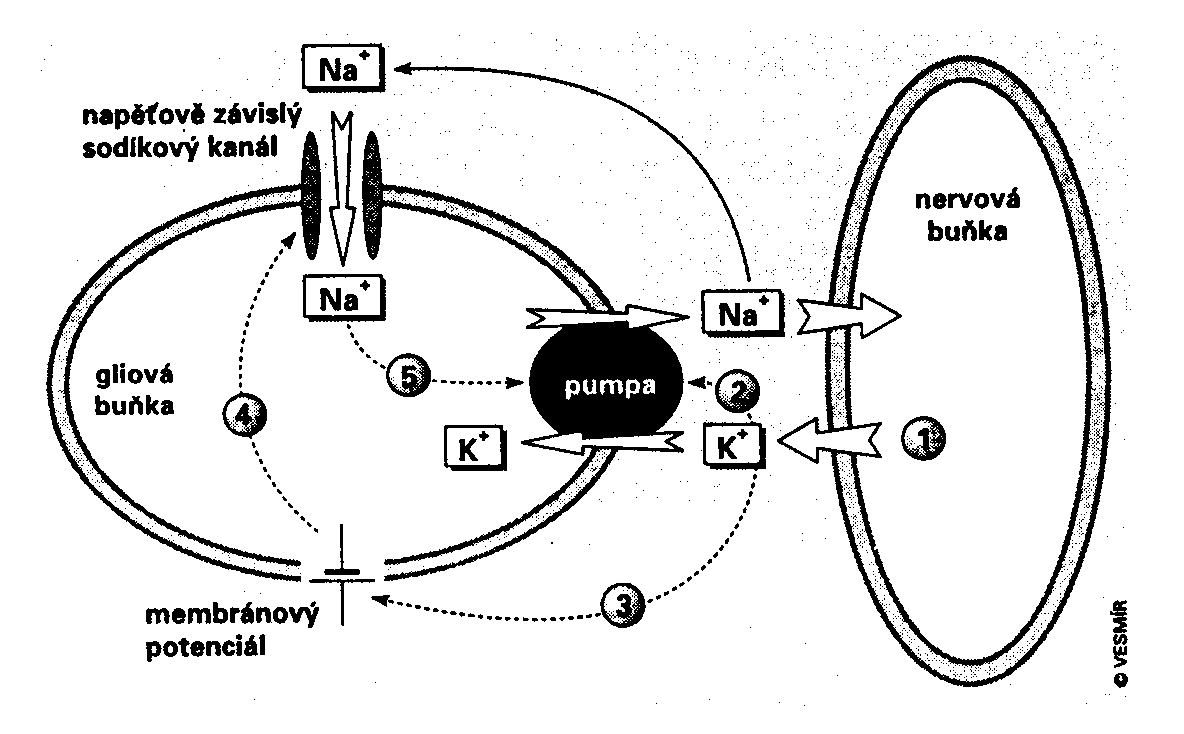 Na+
napěťově závislý
sodíkový kanál
nervová
buňka
Na+
Na+
gliová
buňka
5
pumpa
2
4
K+
K+
1
3
membránový
potenciál
© VESMÍR